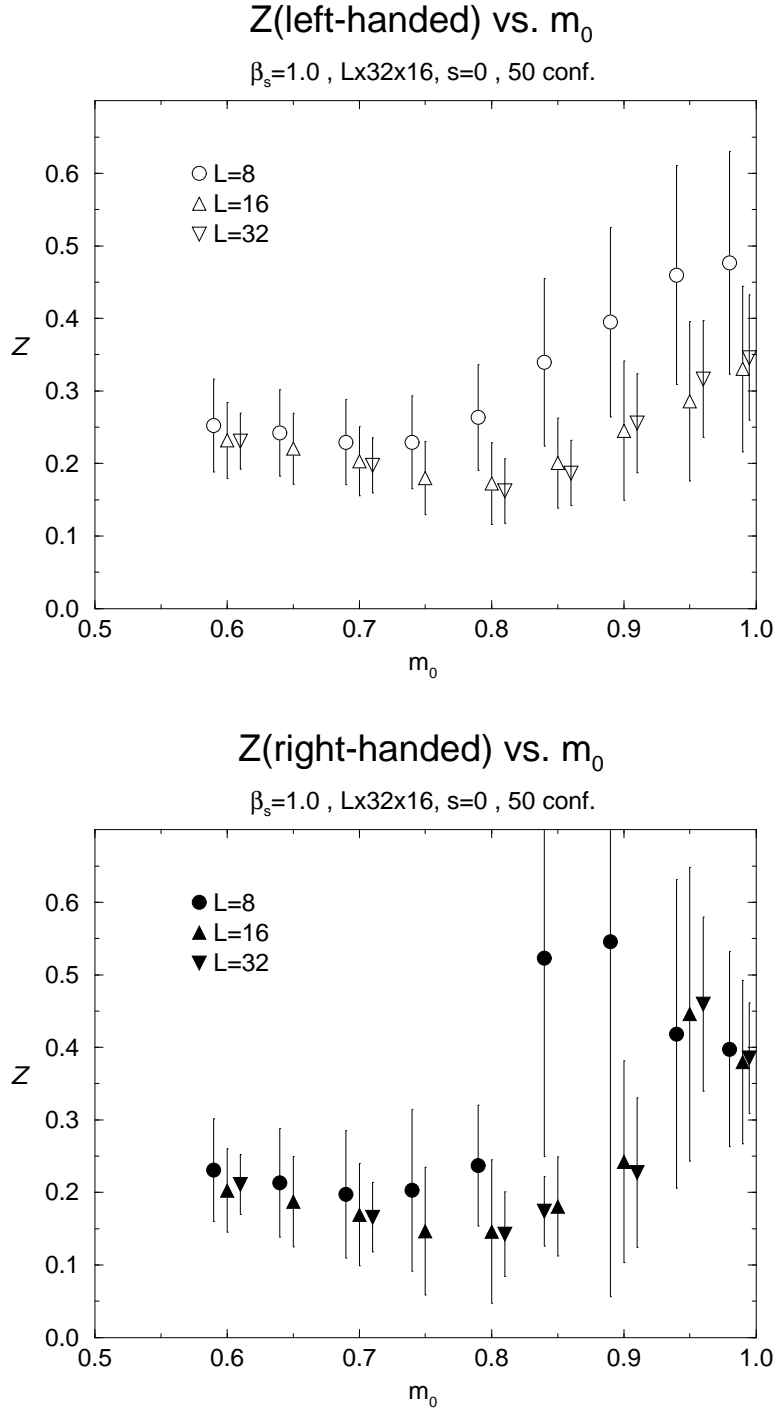 Z(left-handed) vs. m₀
βₛ=1.0 , Lx32x16, s=0 , 50 conf.
0.6
0.5
0.4
0.3
0.2
0.1
0.0
Z
L=8
L=16
L=32
0.5 0.6 0.7 0.8 0.9 1.0
m₀
Z(right-handed) vs. m₀
βₛ=1.0 , Lx32x16, s=0 , 50 conf.
0.6
0.5
0.4
0.3
0.2
0.1
0.0
Z
L=8
L=16
L=32
0.5 0.6 0.7 0.8 0.9 1.0
m₀